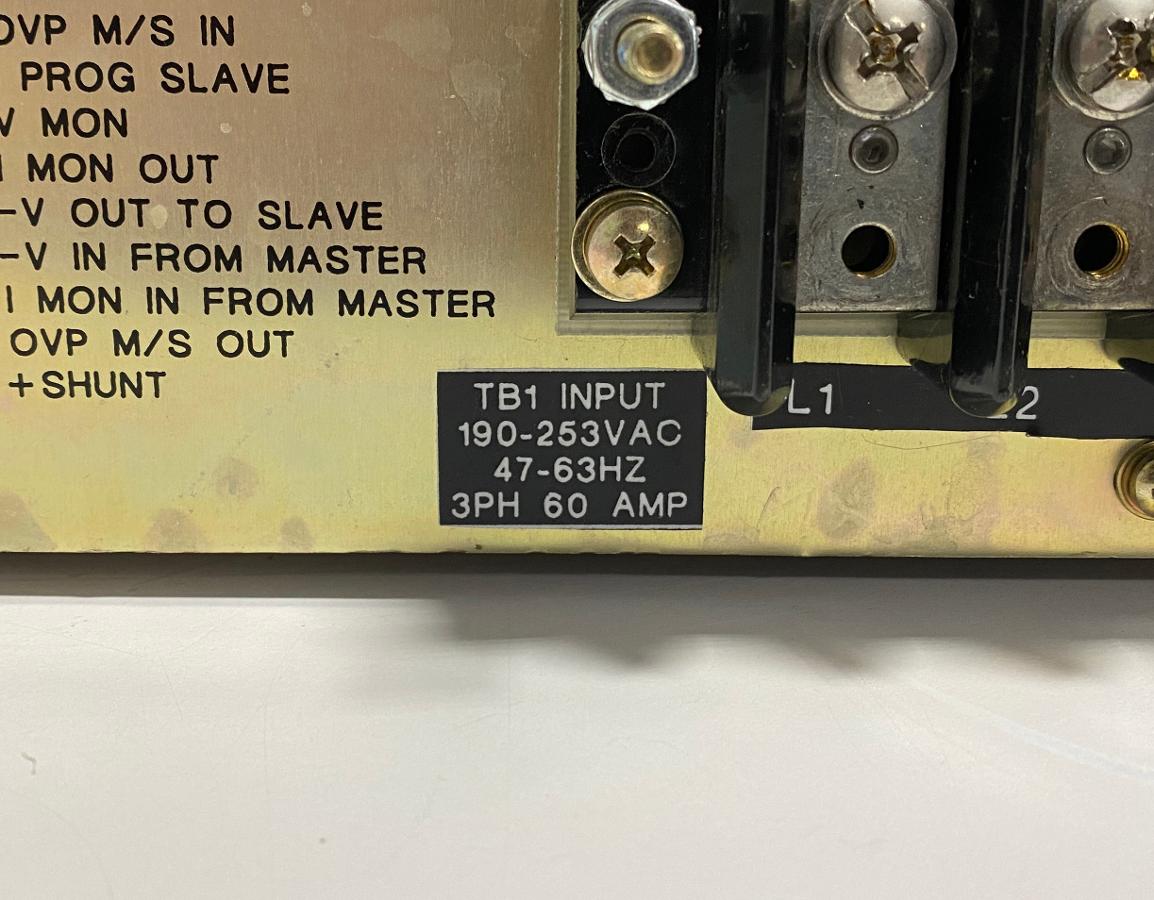 OVP M/S IN
PROG SLAVE
V MON
I MON OUT
-V OUT TO SLAVE
-V IN FROM MASTER
I MON IN FROM MASTER
OVP M/S OUT
+SHUNT
TB1 INPUT
190-253VAC
47-63HZ
3PH 60 AMP
L1
L2